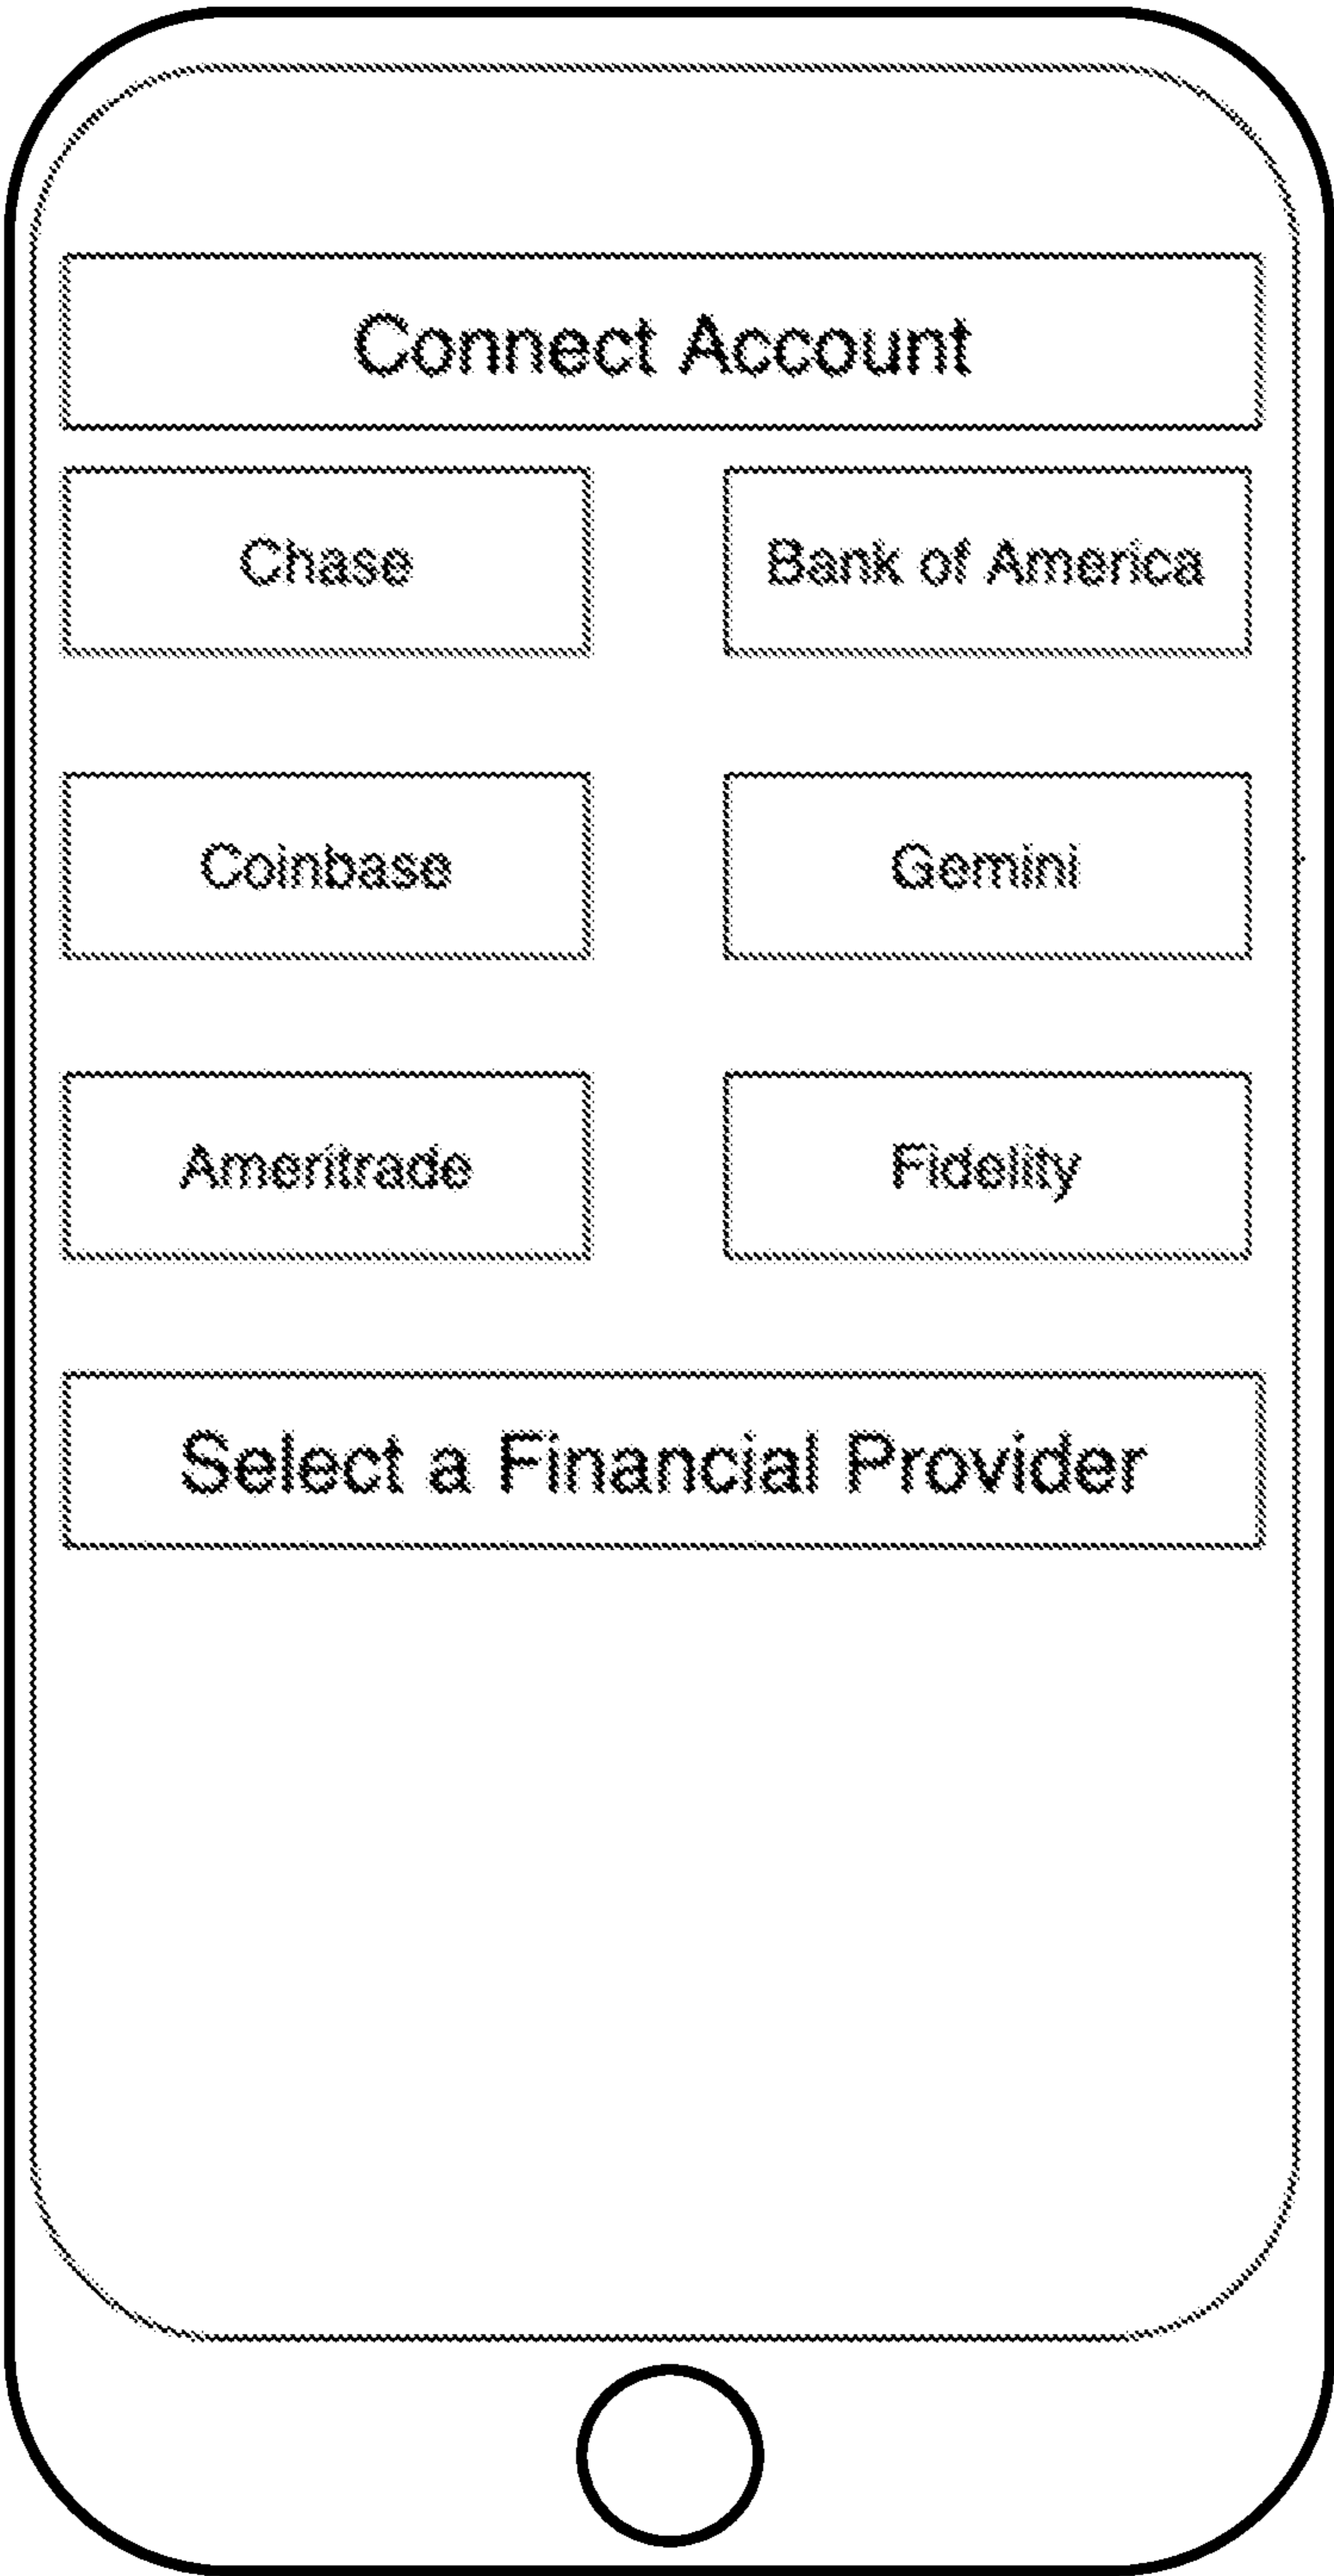 Connect Account
Chase
Bank of America
Coinbase
Gemini
Ameritrade
Fidelity
Select a Financial Provider